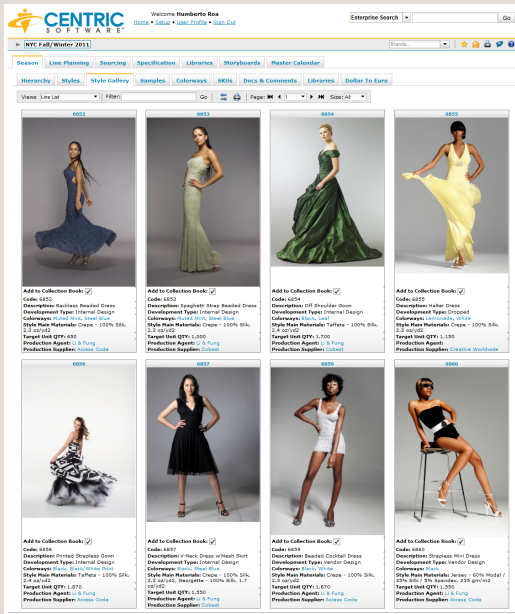 CENTRIC
SOFTWARE
Welcome Humberto Roa
Home • Setup • User Profile • Sign Out
Enterprise Search
Go
NYC Fall/Winter 2011
Brands...
Season Line Planning Sourcing Specification Libraries Storyboards Master Calendar
Hierarchy Styles Style Gallery Samples Colorways SKUs Docs & Comments Libraries Dollar To Euro
Views: Line List Filter: Go Page: 1 Size: All
6852
Add to Collection Book:
Code: 6852
Description: Backless Beaded Dress
Development Type: Internal Design
Colorways: Muted Mint, Steel Blue
Style Main Materials: Crepe - 100% Silk,
2.3 oz/yd2
Target Unit QTY: 650
Production Agent: Li & Fung
Production Supplier: Access Code
6853
Add to Collection Book:
Code: 6853
Description: Spaghetti Strap Beaded Dress
Development Type: Internal Design
Colorways: Muted Mint, Steel Blue
Style Main Materials: Crepe - 100% Silk,
2.3 oz/yd2
Target Unit QTY: 1,000
Production Agent: Li & Fung
Production Supplier: Cobest
6854
Add to Collection Book:
Code: 6854
Description: Off Shoulder Gown
Development Type: Internal Design
Colorways: Black, Leaf
Style Main Materials: Taffeta - 100% Silk,
2.4 oz/yd2
Target Unit QTY: 1,700
Production Agent: Li & Fung
Production Supplier: Cobest
6855
Add to Collection Book:
Code: 6855
Description: Halter Dress
Development Type: Dropped
Colorways: Lemonade, White
Style Main Materials: Crepe - 100% Silk,
2.3 oz/yd2
Target Unit QTY: 1,150
Production Agent:
Production Supplier: Creative Worldwide
6856
Add to Collection Book:
Code: 6856
Description: Printed Strapless Gown
Development Type: Internal Design
Colorways: Black, Black/White Print
Style Main Materials: Taffeta - 100% Silk,
2.4 oz/yd2
Target Unit QTY: 1,670
Production Agent: Li & Fung
Production Supplier: Access Code
6857
Add to Collection Book:
Code: 6857
Description: V-Neck Dress w/Mesh Skirt
Development Type: Internal Design
Colorways: Black, Steel Blue
Style Main Materials: Crepe - 100% Silk,
2.3 oz/yd2, Georgette - 100% Silk, 1.7
oz/yd2
Target Unit QTY: 1,550
Production Agent: Li & Fung
Production Supplier: Cobest
6859
Add to Collection Book:
Code: 6859
Description: Beaded Cocktail Dress
Development Type: Vendor Design
Colorways: Black, White
Style Main Materials: Crepe - 100% Silk,
2.3 oz/yd2
Target Unit QTY: 1,870
Production Agent: Li & Fung
Production Supplier: Access Code
6860
Add to Collection Book:
Code: 6860
Description: Strapless Mini Dress
Development Type: Vendor Design
Colorways: Black
Style Main Materials: Jersey - 60% Modal /
35% Silk / 5% Spandex, 225 gm/m2
Target Unit QTY: 1,550
Production Agent: Li & Fung
Production Supplier: Access Code